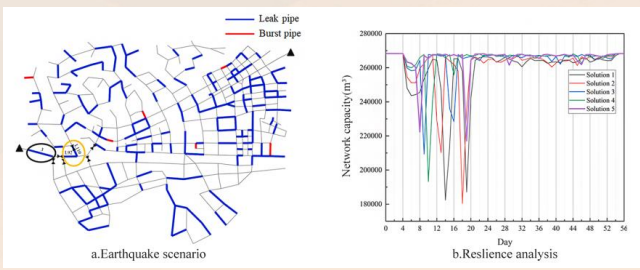 Leak pipe
Burst pipe
a.Earthquake scenario
Network capacity(m³)
280000
260000
240000
220000
200000
180000
Solution 1
Solution 2
Solution 3
Solution 4
Solution 5
0 4 8 12 16 20 24 28 32 36 40 44 48 52 56
Day
b.Reslience analysis